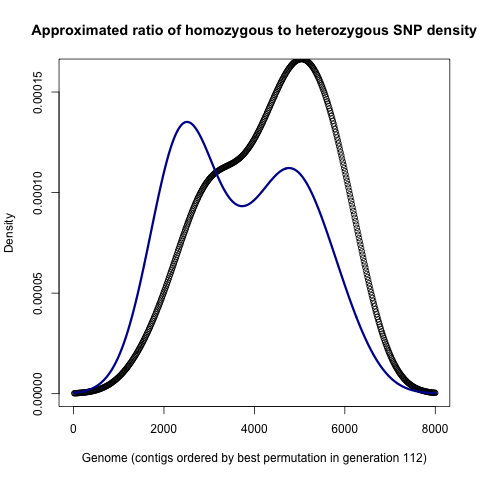 Approximated ratio of homozygous to heterozygous SNP density
Density
0.00015
0.00010
0.00005
0.00000
0 2000 4000 6000 8000
Genome (contigs ordered by best permutation in generation 112)